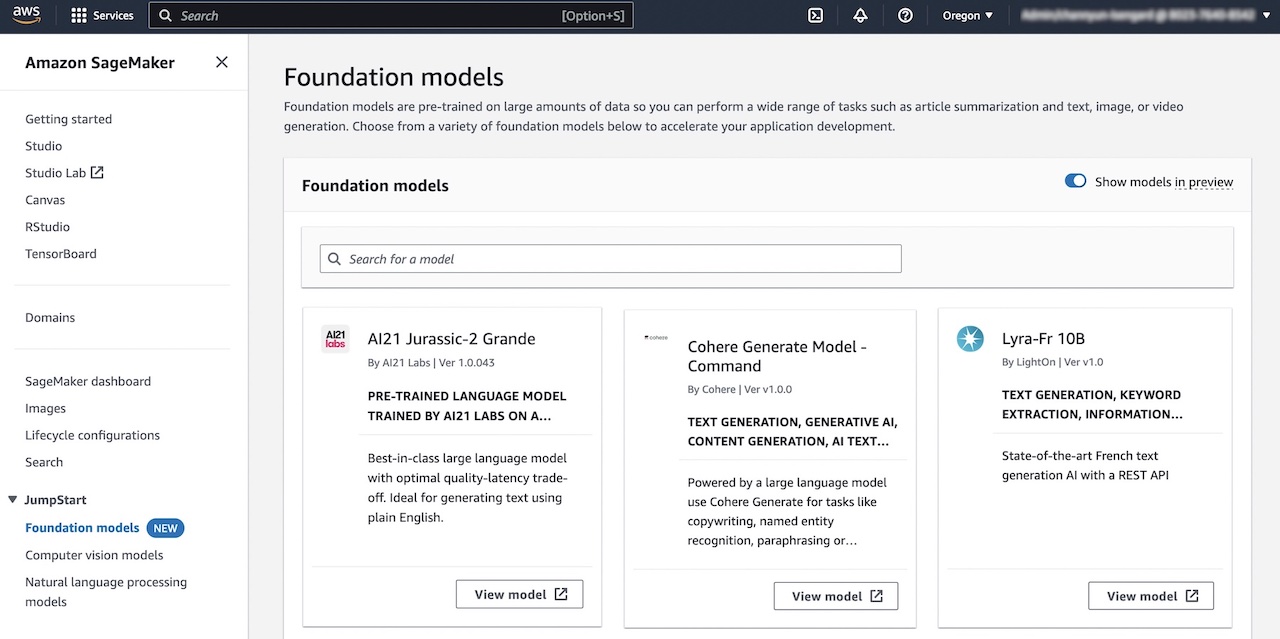 aws
Services
Search
[Option+S]
Oregon
Amazon SageMaker
Getting started
Studio
Studio Lab
Canvas
RStudio
TensorBoard
Domains
SageMaker dashboard
Images
Lifecycle configurations
Search
JumpStart
Foundation models NEW
Computer vision models
Natural language processing
models
Foundation models
Foundation models are pre-trained on large amounts of data so you can perform a wide range of tasks such as article summarization and text, image, or video
generation. Choose from a variety of foundation models below to accelerate your application development.
Foundation models
Show models in preview
Search for a model
AI21
labs
AI21 Jurassic-2 Grande
By AI21 Labs | Ver 1.0.043
PRE-TRAINED LANGUAGE MODEL
TRAINED BY AI21 LABS ON A...
Best-in-class large language model
with optimal quality-latency trade-
off. Ideal for generating text using
plain English.
View model
cohere
Cohere Generate Model -
Command
By Cohere | Ver v1.0.0
TEXT GENERATION, GENERATIVE AI,
CONTENT GENERATION, AI TEXT...
Powered by a large language model
use Cohere Generate for tasks like
copywriting, named entity
recognition, paraphrasing or...
View model
Lyra-Fr 10B
By LightOn | Ver v1.0
TEXT GENERATION, KEYWORD
EXTRACTION, INFORMATION...
State-of-the-art French text
generation AI with a REST API
View model